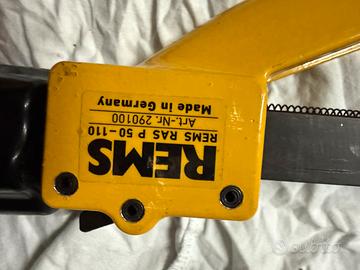 REMS
REMS RAS P 50-110
Art.-Nr. 290100
Made in Germany
subito.it